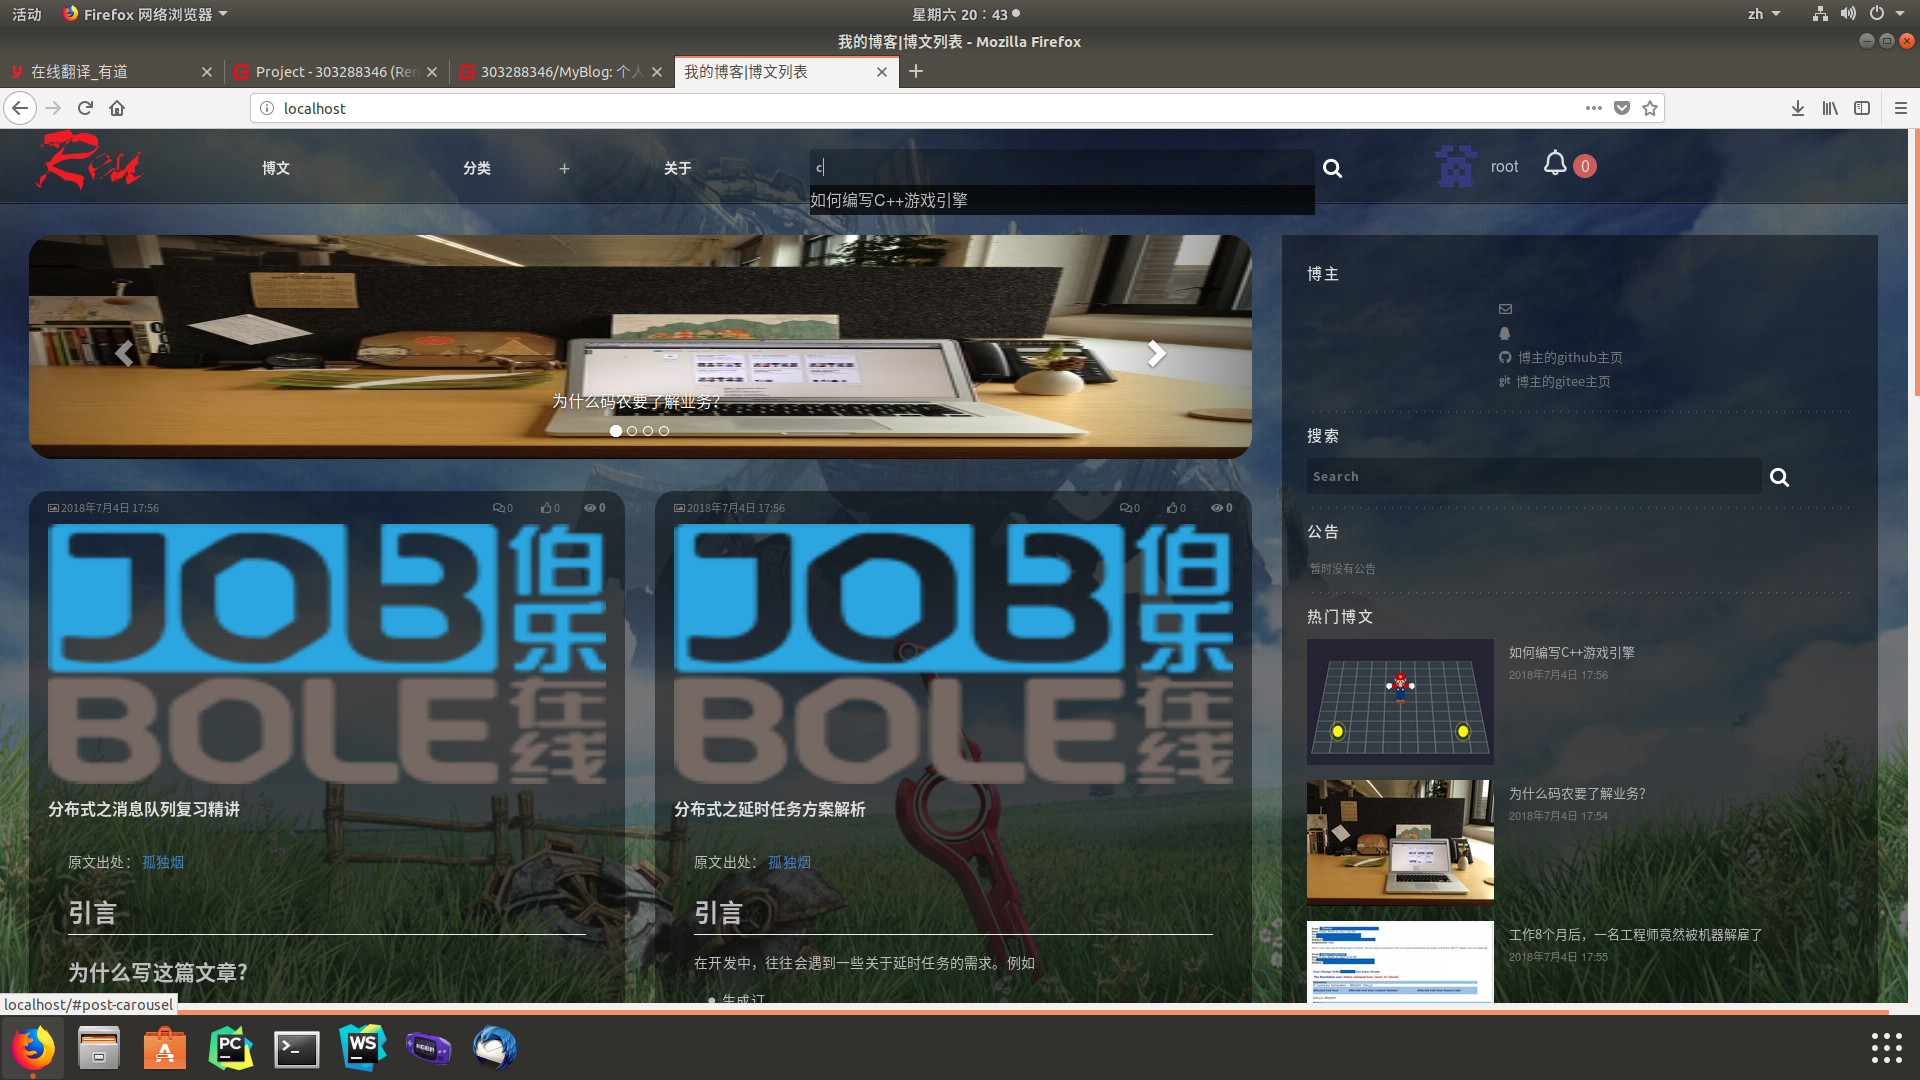 活动
Firefox 网络浏览器
星期六 20：43
zh
我的博客|博文列表 - Mozilla Firefox
在线翻译_有道
Project - 303288346 (Ren
303288346/MyBlog: 个人
我的博客|博文列表
localhost
Ren
博文
分类
+
关于
c
root
0
如何编写C++游戏引擎
为什么码农要了解业务？
博主
博主的github主页
git 博主的gitee主页
搜索
Search
公告
暂时没有公告
热门博文
如何编写C++游戏引擎
2018年7月4日 17:56
为什么码农要了解业务？
2018年7月4日 17:54
工作8个月后，一名工程师竟然被机器解雇了
2018年7月4日 17:55
2018年7月4日 17:56
0
0
0
JOB 伯乐
BOLE 在线
分布式之消息队列复习精讲
原文出处： 孤独烟
引言
为什么写这篇文章？
2018年7月4日 17:56
0
0
0
JOB 伯乐
BOLE 在线
分布式之延时任务方案解析
原文出处： 孤独烟
引言
在开发中，往往会遇到一些关于延时任务的需求。例如
生成订
localhost/#post-carousel
PC
WS